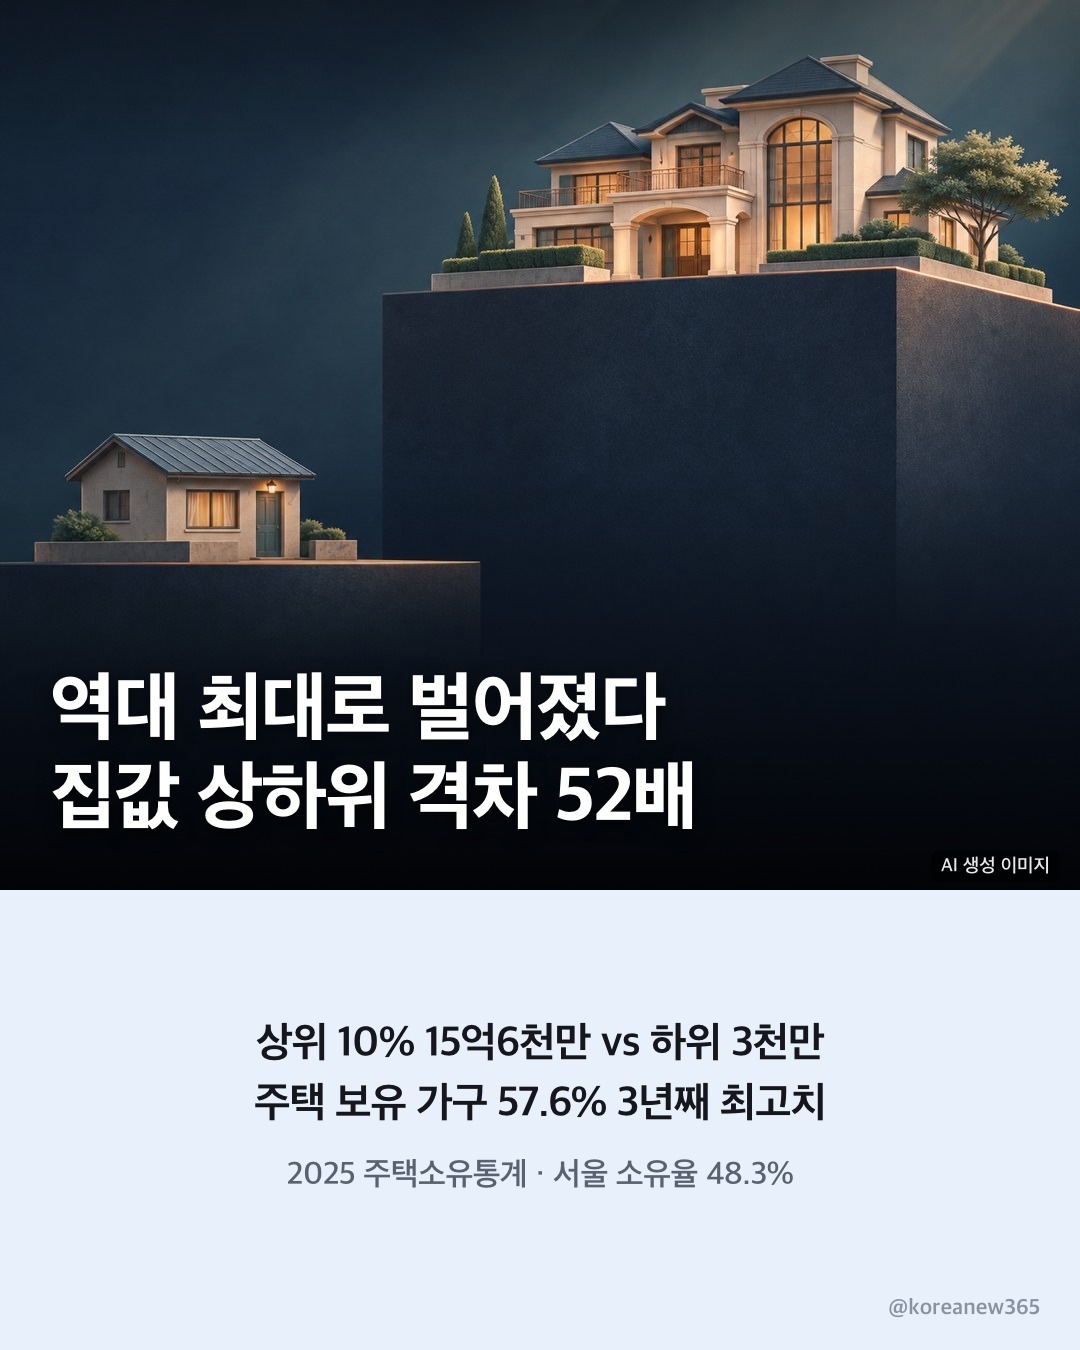 역대 최대로 벌어졌다
집값 상하위 격차 52배
AI 생성 이미지
상위 10% 15억6천만 vs 하위 3천만
주택 보유 가구 57.6% 3년째 최고치
2025 주택소유통계 · 서울 소유율 48.3%
@koreanew365